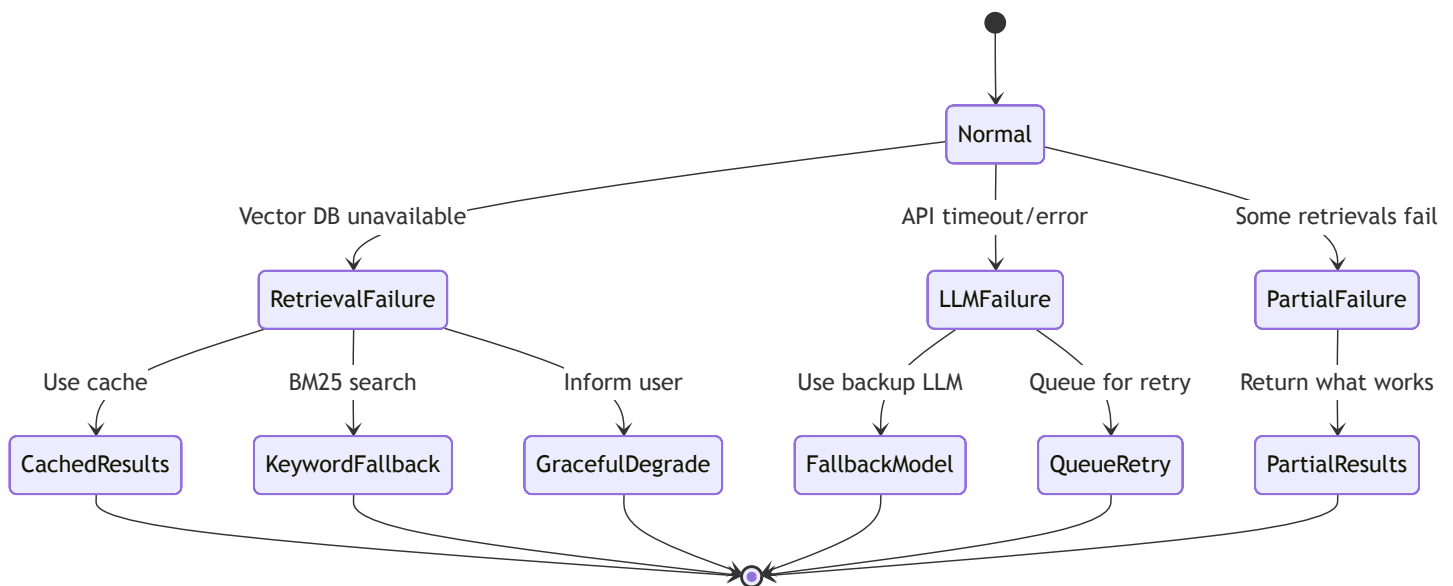 Normal
Vector DB unavailable
API timeout/error
Some retrievals fail
RetrievalFailure
LLMFailure
PartialFailure
Use cache
BM25 search
Inform user
Use backup LLM
Queue for retry
Return what works
CachedResults
KeywordFallback
GracefulDegrade
FallbackModel
QueueRetry
PartialResults